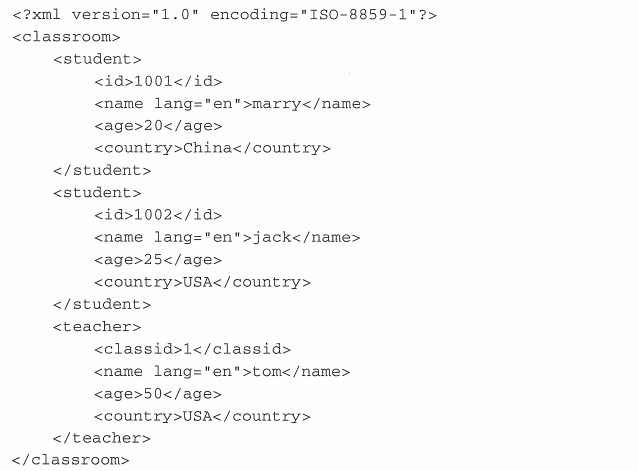 <?xml version="1.0" encoding="ISO-8859-1"?>
<classroom>
    <student>
        <id>1001</id>
        <name lang="en">marry</name>
        <age>20</age>
        <country>China</country>
    </student>
    <student>
        <id>1002</id>
        <name lang="en">jack</name>
        <age>25</age>
        <country>USA</country>
    </student>
    <teacher>
        <classid>1</classid>
        <name lang="en">tom</name>
        <age>50</age>
        <country>USA</country>
    </teacher>
</classroom>